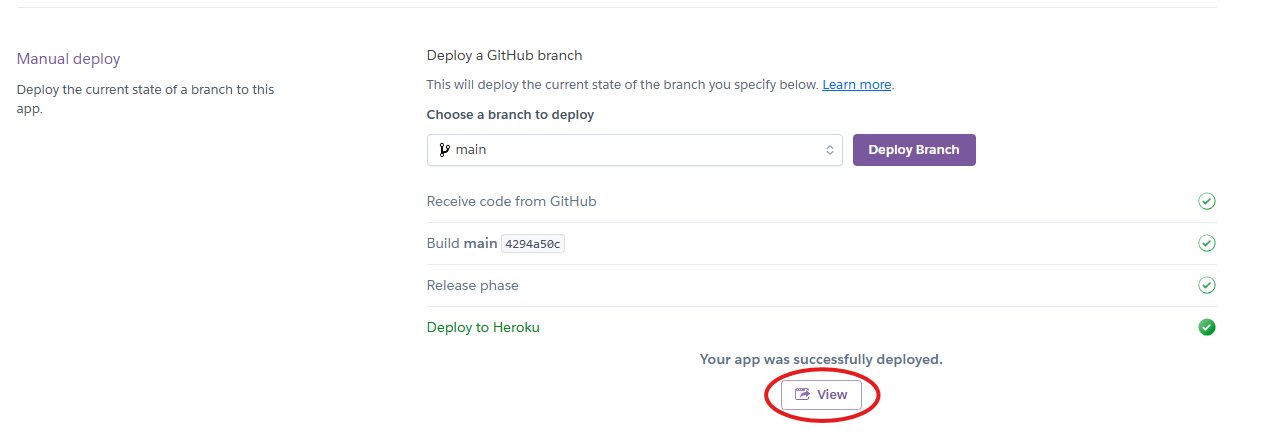 Manual deploy
Deploy the current state of a branch to this
app.
Deploy a GitHub branch
This will deploy the current state of the branch you specify below. Learn more.
Choose a branch to deploy
main
Deploy Branch
Receive code from GitHub
Build main 4294a50c
Release phase
Deploy to Heroku
Your app was successfully deployed.
View